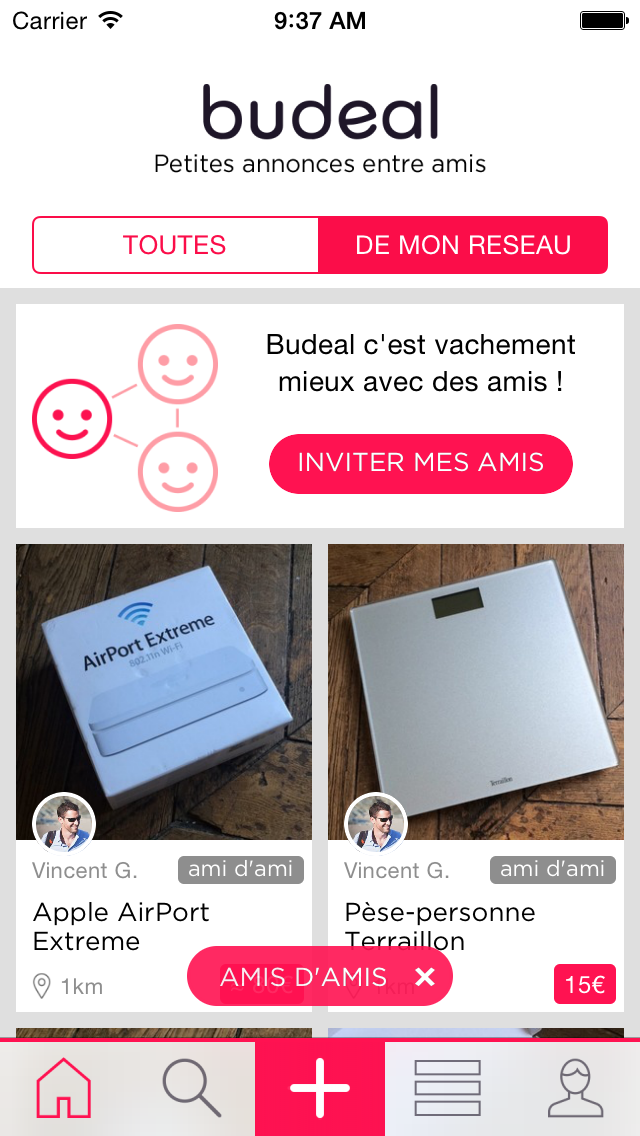 Carrier 9:37 AM
budeal
Petites annonces entre amis
TOUTES DE MON RESEAU
Budeal c'est vachement
mieux avec des amis !
INVITER MES AMIS
AirPort Extreme
802.11n Wi-Fi
Terraillon
Vincent G. ami d'ami
Apple AirPort
Extreme
1km
Vincent G. ami d'ami
Pèse-personne
Terraillon
1km 15€
AMIS D'AMIS ×